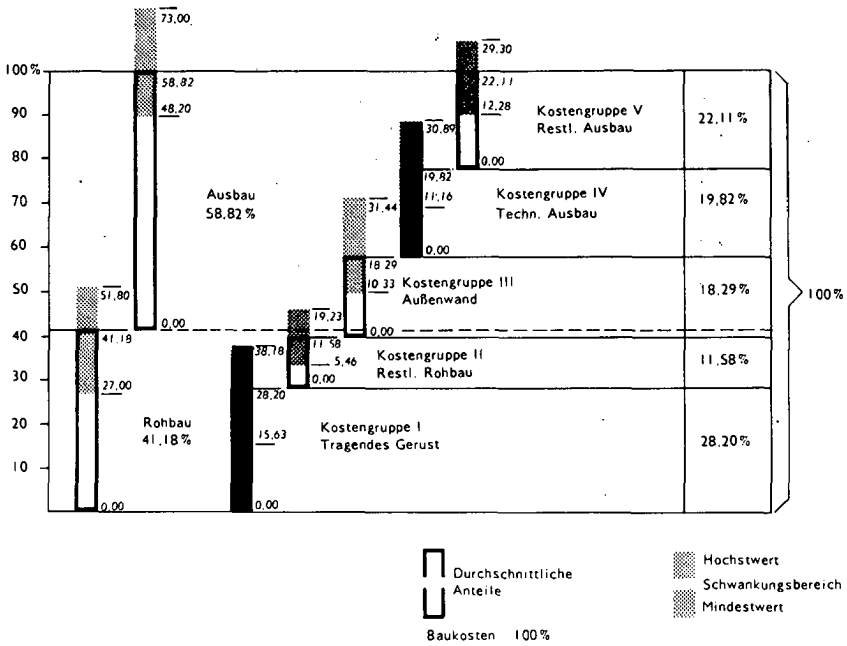 73,00
29,30
100%
58,82
22,11
48,20
12,28
90
Kostengruppe V
Restl. Ausbau
22,11 %
30,89
80
0,00
19,82
70
Ausbau
58,82 %
31,44
11,16
Kostengruppe IV
Techn. Ausbau
19,82%
60
0,00
18 29
50
51,80
10 33
Kostengruppe III
Außenwand
18,29%
100%
19,23
40
41,18
0,00
0,00
38,18
11 58
Kostengruppe II
Restl. Rohbau
11,58%
5,46
30
27,00
28,20
0,00
20
Rohbau
41,18 %
15,63
Kostengruppe I
Tragendes Gerust
28,20%
10
0,00
0,00
Durchschnittliche
Anteile
Hochstwert
Schwankungsbereich
Mindestwert
Baukosten 100%